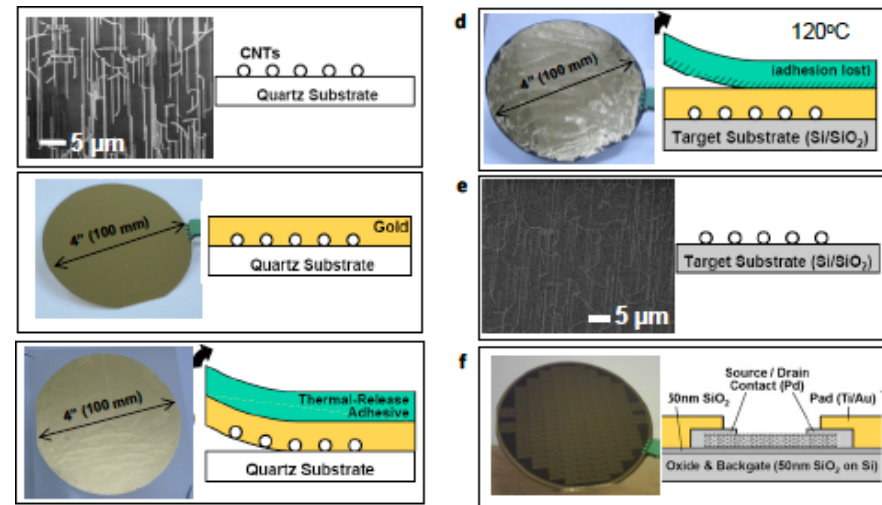 5 µm
CNTs
Quartz Substrate
4" (100 mm)
Gold
Quartz Substrate
4" (100 mm)
Thermal-Release
Adhesive
Quartz Substrate
d
4" (100 mm)
120ºC
(adhesion lost)
Target Substrate (Si/SiO₂)
e
5 µm
Target Substrate (Si/SiO₂)
f
Source / Drain
Contact (Pd)
50nm SiO₂
Pad (Ti/Au)
Oxide & Backgate (50nm SiO₂ on Si)